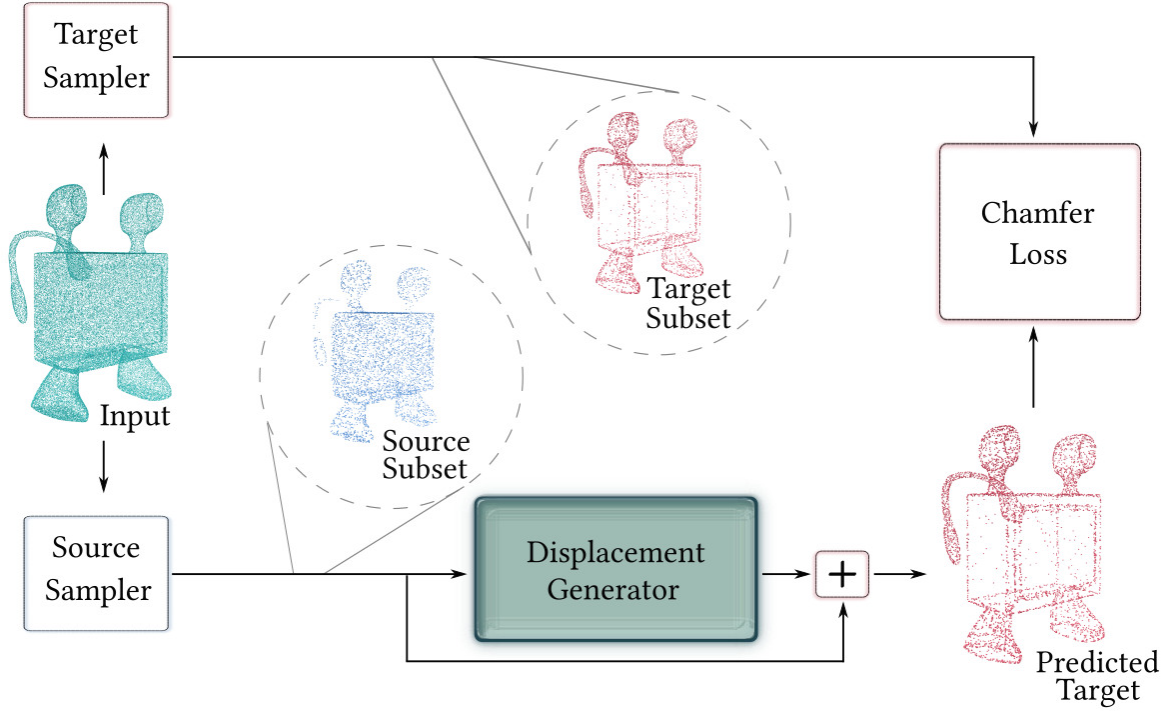 Target
Sampler
Target
Subset
Chamfer
Loss
Input
Source
Subset
Source
Sampler
Displacement
Generator
+
Predicted
Target